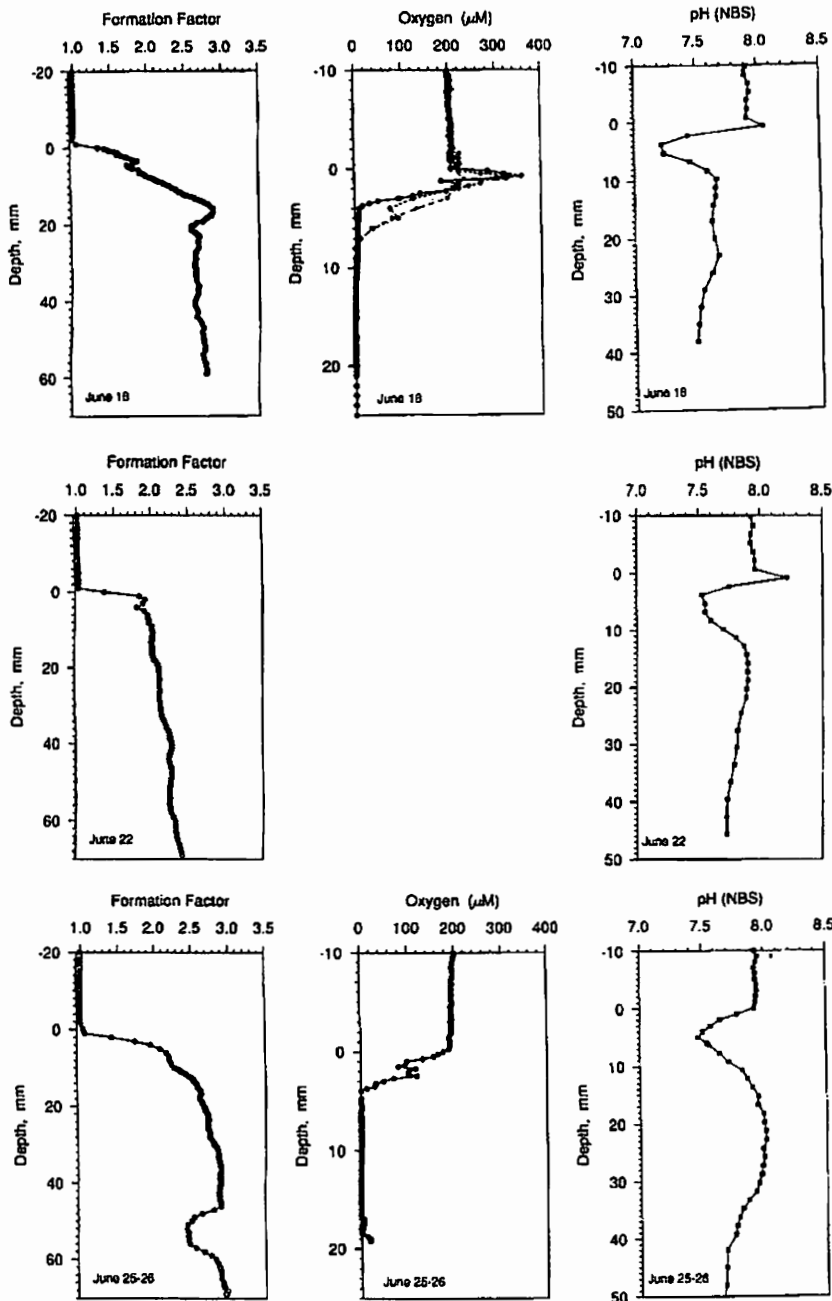 Formation Factor
1.0 1.5 2.0 2.5 3.0 3.5
-20
0
20
40
60
Depth, mm
June 18
Oxygen (μM)
0 100 200 300 400
-10
0
10
20
Depth, mm
June 18
pH (NBS)
7.0 7.5 8.0 8.5
-10
0
10
20
30
40
50
Depth, mm
June 18
Formation Factor
1.0 1.5 2.0 2.5 3.0 3.5
-20
0
20
40
60
Depth, mm
June 22
pH (NBS)
7.0 7.5 8.0 8.5
-10
0
10
20
30
40
50
Depth, mm
June 22
Formation Factor
1.0 1.5 2.0 2.5 3.0 3.5
-20
0
20
40
60
Depth, mm
June 25-26
Oxygen (μM)
0 100 200 300 400
-10
0
10
20
Depth, mm
June 25-26
pH (NBS)
7.0 7.5 8.0 8.5
-10
0
10
20
30
40
50
Depth, mm
June 25-26